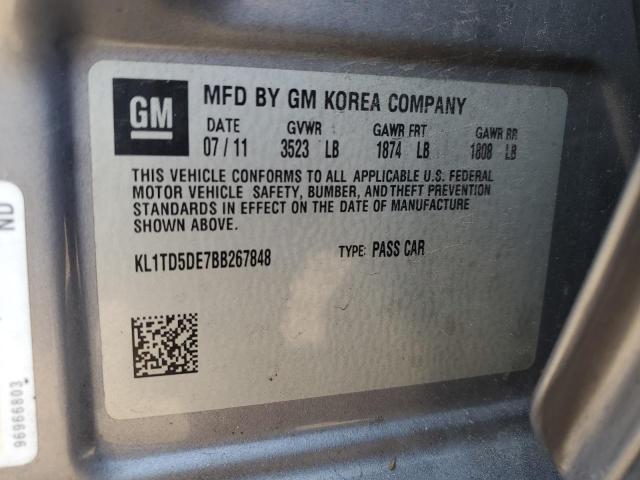 GM
MFD BY GM KOREA COMPANY
DATE GVWR GAWR FRT GAWR RR
07/11 3523 LB 1874 LB 1808 LB
THIS VEHICLE CONFORMS TO ALL APPLICABLE U.S. FEDERAL
MOTOR VEHICLE SAFETY, BUMPER, AND THEFT PREVENTION
STANDARDS IN EFFECT ON THE DATE OF MANUFACTURE
SHOWN ABOVE.
KL1TD5DE7BB267848 TYPE: PASS CAR
ND
96966803